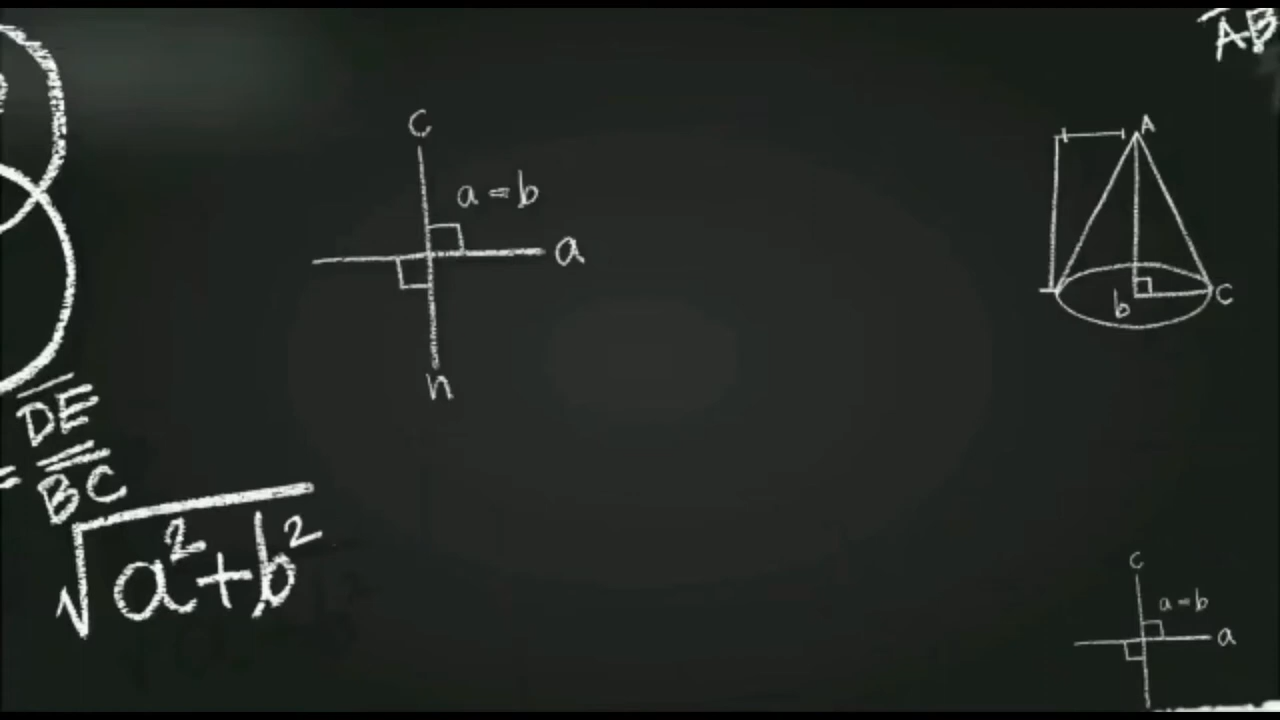 AB
C
a = b
a
n
A
b
C
DE
= BC
√a²+b²
C
a = b
a